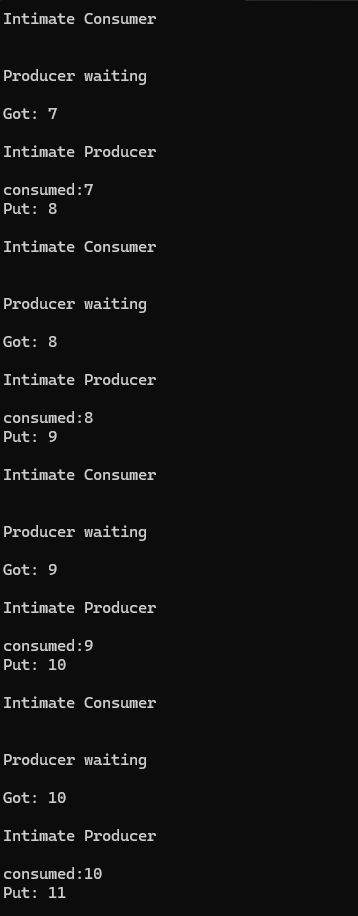 Intimate Consumer
Producer waiting
Got: 7
Intimate Producer
consumed:7
Put: 8
Intimate Consumer
Producer waiting
Got: 8
Intimate Producer
consumed:8
Put: 9
Intimate Consumer
Producer waiting
Got: 9
Intimate Producer
consumed:9
Put: 10
Intimate Consumer
Producer waiting
Got: 10
Intimate Producer
consumed:10
Put: 11